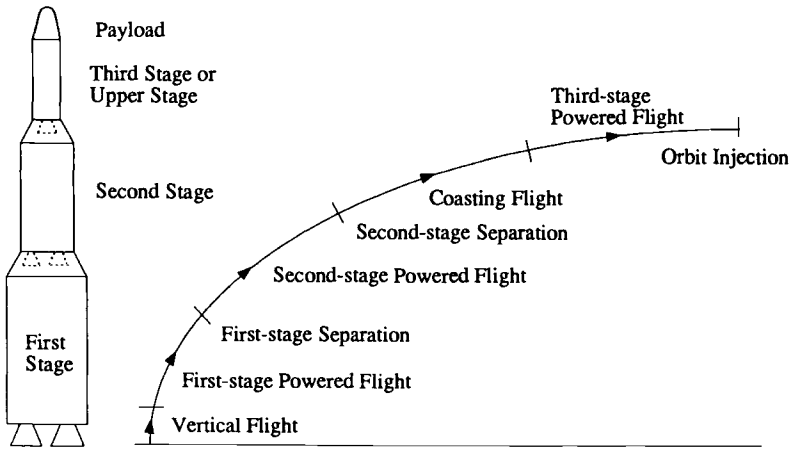 Payload
Third Stage or
Upper Stage
Second Stage
First
Stage
Third-stage
Powered Flight
Orbit Injection
Coasting Flight
Second-stage Separation
Second-stage Powered Flight
First-stage Separation
First-stage Powered Flight
Vertical Flight